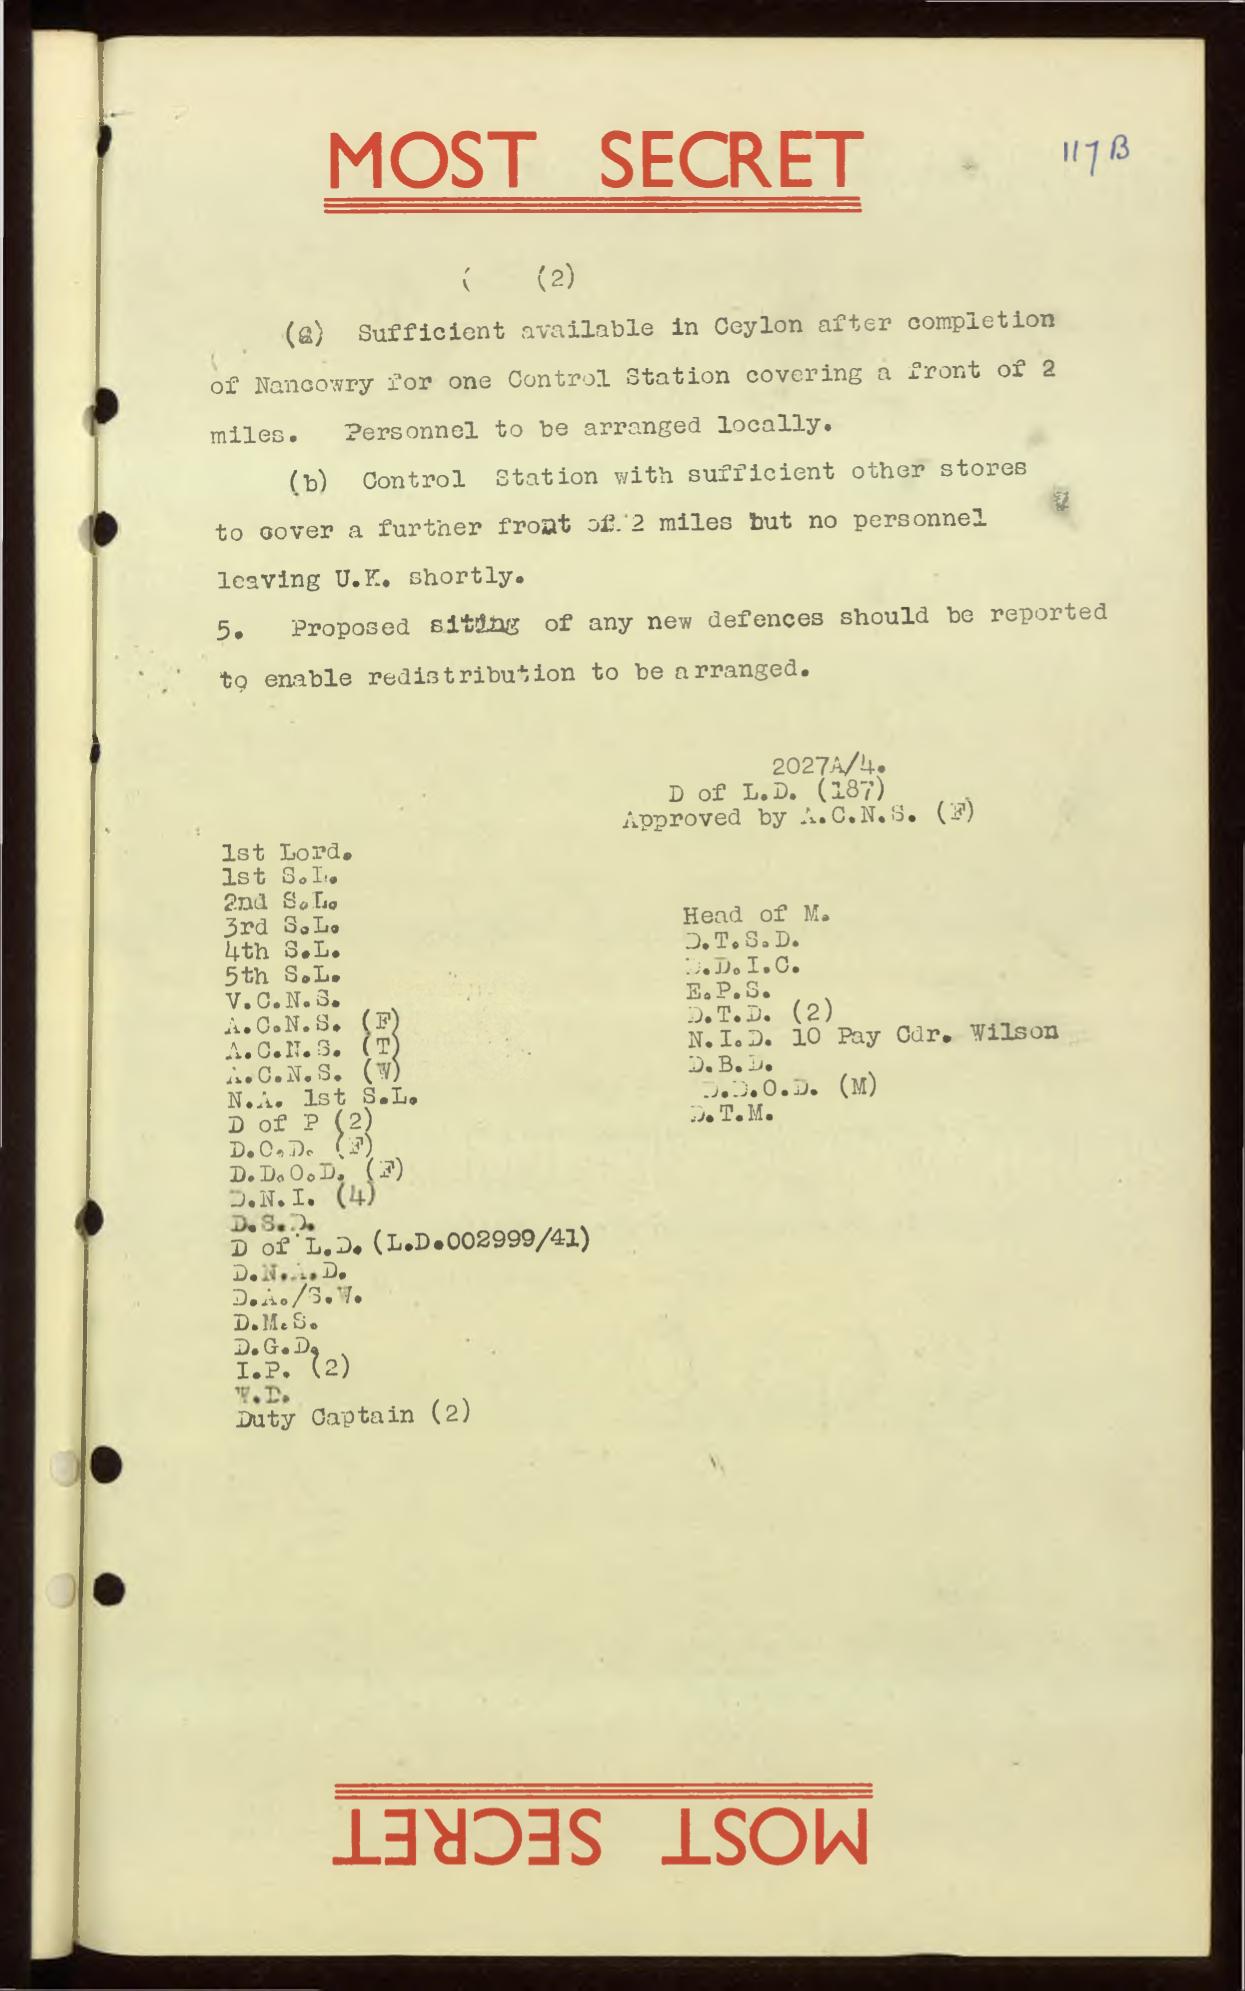 MOST SECRET
117B
(2)
(a) Sufficient available in Ceylon after completion
of Nancowry for one Control Station covering a front of 2
miles. Personnel to be arranged locally.
(b) Control Station with sufficient other stores
to cover a further front of 2 miles but no personnel
leaving U.K. shortly.
5. Proposed siting of any new defences should be reported
to enable redistribution to be arranged.
2027A/4.
D of L.D. (187)
Approved by A.C.N.S. (F)
1st Lord.
1st S.L.
2nd S.L.
3rd S.L.
4th S.L.
5th S.L.
V.C.N.S.
A.C.N.S. (F)
A.C.N.S. (T)
A.C.N.S. (W)
N.A. 1st S.L.
D of P (2)
D.O.D. (F)
D.D.O.D. (F)
D.N.I. (4)
D.S.D.
D of L.D. (L.D.002999/41)
D.N.A.D.
D.A./S.W.
D.M.S.
D.G.D.
I.P. (2)
W.D.
Duty Captain (2)
Head of M.
D.T.S.D.
D.D.I.C.
E.P.S.
D.T.D. (2)
N.I.D. 10 Pay Cdr. Wilson
D.B.D.
D.D.O.D. (M)
D.T.M.
MOST SECRET